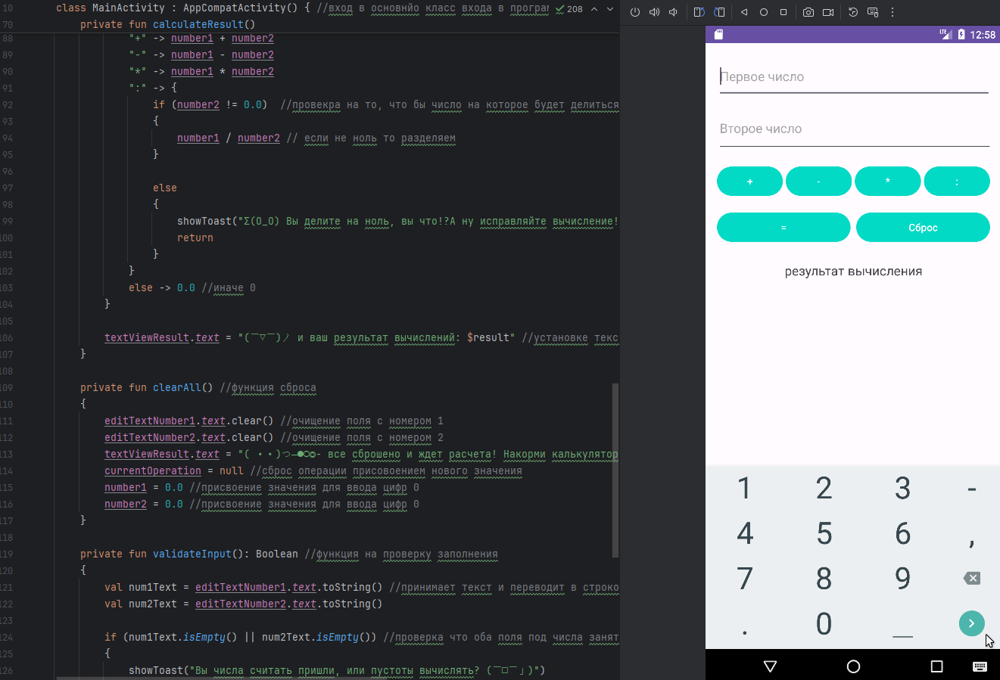 10 class MainActivity : AppCompatActivity() { //вход в основнйо класс входа в програм 208
70 private fun calculateResult()
88 "+" -> number1 + number2
89 "-" -> number1 - number2
90 "*" -> number1 * number2
91 ":" -> {
92 if (number2 != 0.0) //провекра на то, что бы число на которое будет делиться
93 {
94 number1 / number2 // если не ноль то разделяем
95 }
96
97 else
98 {
99 showToast("Σ(O_O) Вы делите на ноль, вы что!?А ну исправляйте вычисление!
100 return
101 }
102 }
103 else -> 0.0 //иначе 0
104 }
105
106 textViewResult.text = "(￣▽￣)ノ и ваш результат вычислений: $result" //установке текс
107 }
108
109 private fun clearAll() //функция сброса
110 {
111 editTextNumber1.text.clear() //очищение поля с номером 1
112 editTextNumber2.text.clear() //очищение поля с номером 2
113 textViewResult.text = "( ・・)つ―●○◎- все сброшено и ждет расчета! Накорми калькулятор
114 currentOperation = null //сброс операции присовоением нового значения
115 number1 = 0.0 //присвоение значения для ввода цифр 0
116 number2 = 0.0 //присвоение значения для ввода цифр 0
117 }
118
119 private fun validateInput(): Boolean //функция на проверку заполнения
120 {
121 val num1Text = editTextNumber1.text.toString() //принимает текст и переводит в строко
122 val num2Text = editTextNumber2.text.toString()
123
124 if (num1Text.isEmpty() || num2Text.isEmpty()) //проверка что оба поля под числа занят
125 {
126 showToast("Вы числа считать пришли, или пустоты вычислять? (￣□￣」)")
LTE 12:58
Первое число
Второе число
+ - * :
= Сброс
результат вычисления
1 2 3 -
4 5 6 ,
7 8 9
. 0 _